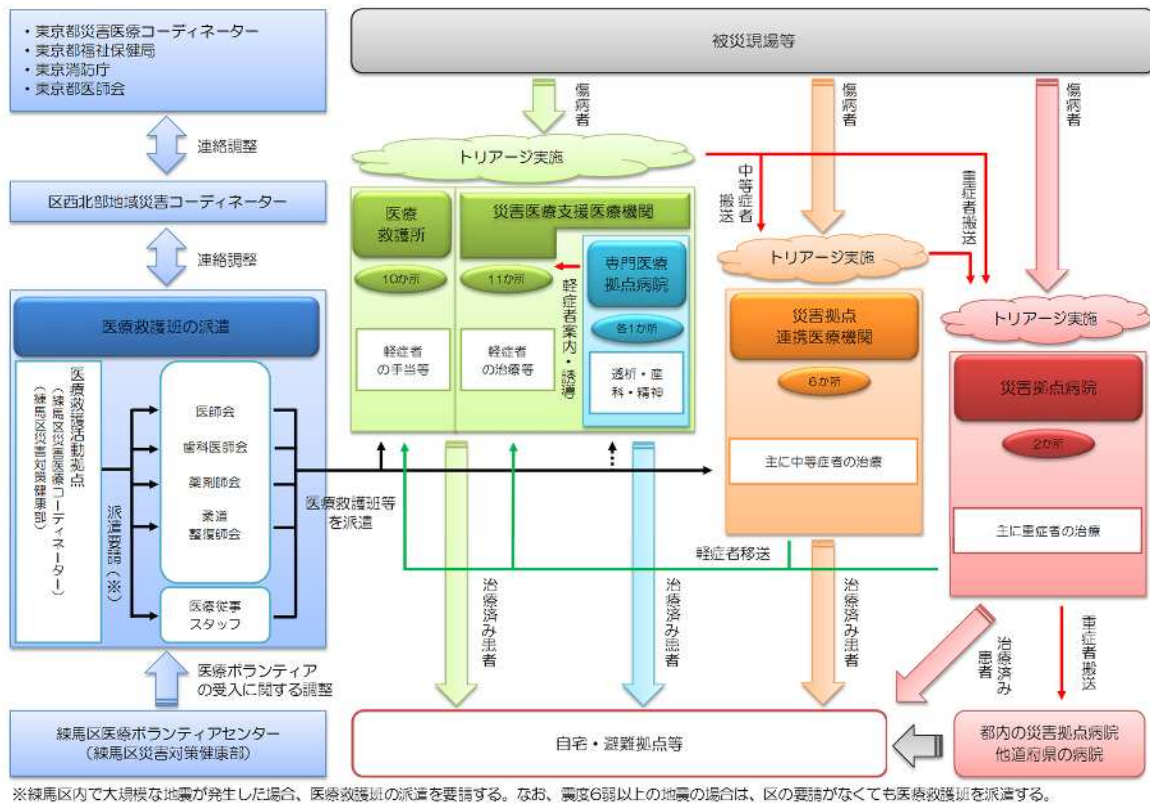 ・東京都災害医療コーディネーター
・東京都福祉保健局
・東京消防庁
・東京都医師会
連絡調整
区西北部地域災害コーディネーター
連絡調整
医療救護班の派遣
医療救護活動拠点
(練馬区災害医療コーディネーター)
(練馬区災害対策健康部)
派遣要請(※)
医師会
歯科医師会
薬剤師会
柔道
整復師会
医療従事
スタッフ
医療ボランティア
の受入に関する調整
練馬区医療ボランティアセンター
(練馬区災害対策健康部)
被災現場等
傷病者
傷病者
傷病者
トリアージ実施
中等症者
搬送
重症者搬送
医療
救護所
10か所
軽症者
の手当等
災害医療支援医療機関
11か所
軽症者
の治療等
軽症者案内・誘導
専門医療
拠点病院
各1か所
透析・産
科・精神
トリアージ実施
災害拠点
連携医療機関
6か所
主に中等症者の治療
トリアージ実施
災害拠点病院
2か所
主に重症者の治療
医療救護班等
を派遣
軽症者移送
治療済み患者
治療済み患者
治療済み患者
治療済み
患者
重症者搬送
自宅・避難拠点等
都内の災害拠点病院
他道府県の病院
※練馬区内で大規模な地震が発生した場合、医療救護班の派遣を要請する。なお、震度6弱以上の地震の場合は、区の要請がなくても医療救護班を派遣する。